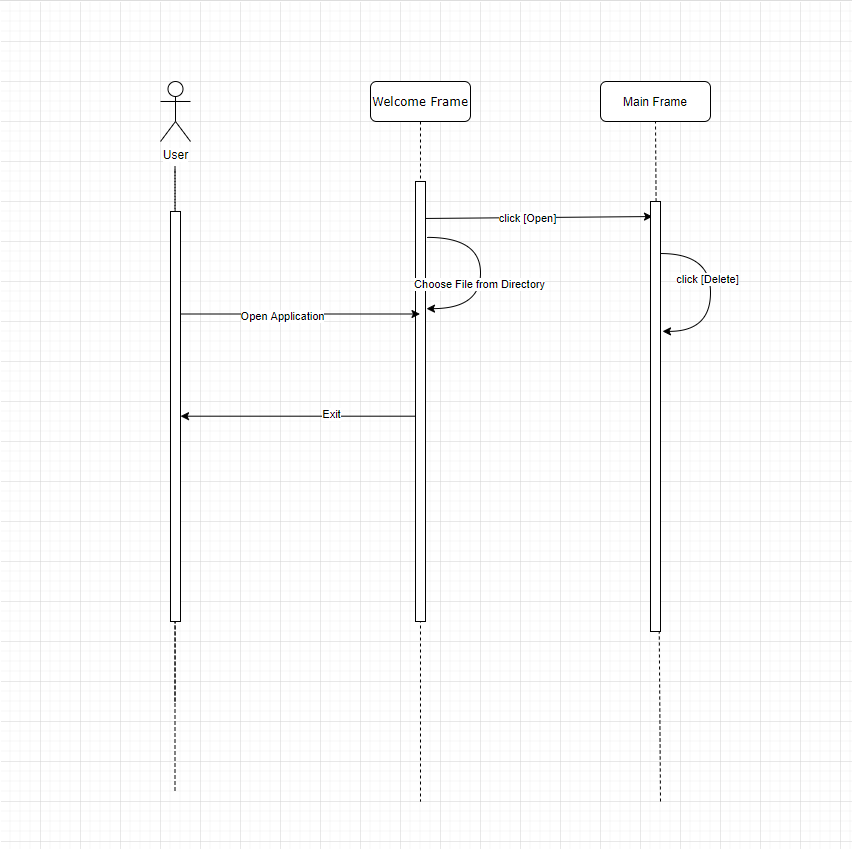 Welcome Frame
Main Frame
User
click [Open]
click [Delete]
Choose File from Directory
Open Application
Exit